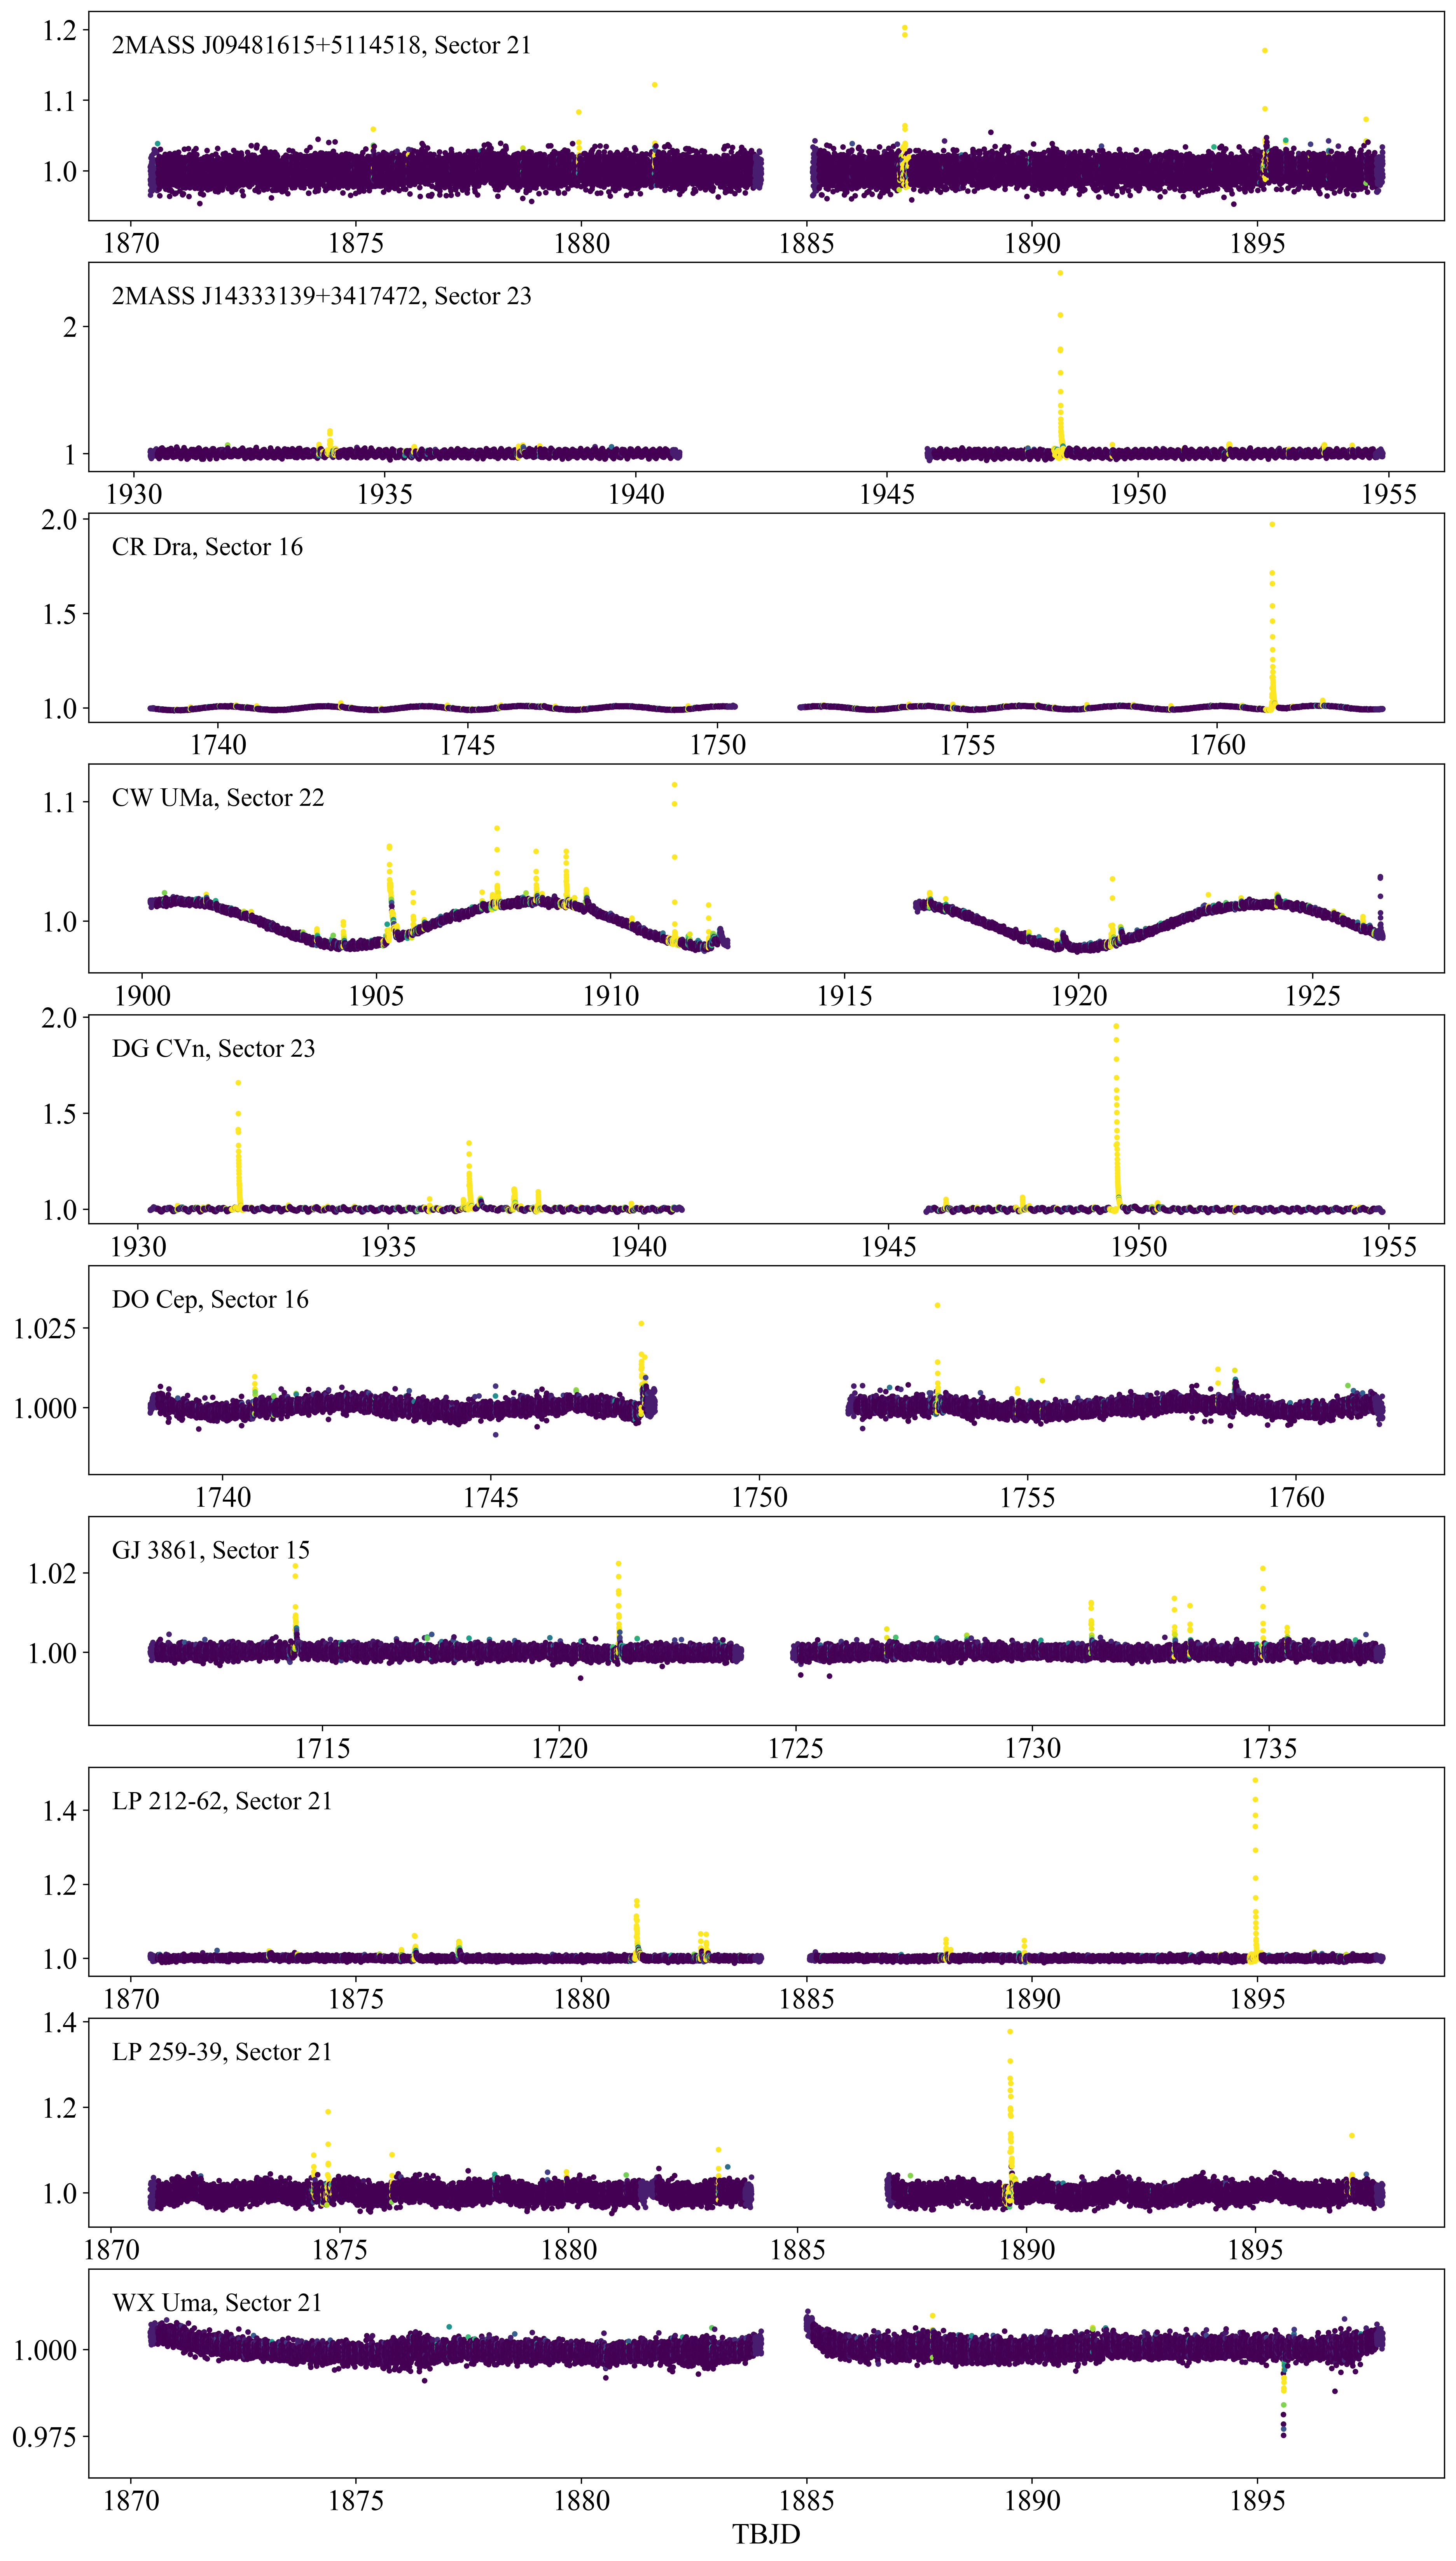 2MASS J09481615+5114518, Sector 21
1.2
1.1
1.0
1870 1875 1880 1885 1890 1895
2MASS J14333139+3417472, Sector 23
2
1
1930 1935 1940 1945 1950 1955
CR Dra, Sector 16
2.0
1.5
1.0
1740 1745 1750 1755 1760
CW UMa, Sector 22
1.1
1.0
1900 1905 1910 1915 1920 1925
DG CVn, Sector 23
2.0
1.5
1.0
1930 1935 1940 1945 1950 1955
DO Cep, Sector 16
1.025
1.000
1740 1745 1750 1755 1760
GJ 3861, Sector 15
1.02
1.00
1715 1720 1725 1730 1735
LP 212-62, Sector 21
1.4
1.2
1.0
1870 1875 1880 1885 1890 1895
LP 259-39, Sector 21
1.4
1.2
1.0
1870 1875 1880 1885 1890 1895
WX Uma, Sector 21
1.000
0.975
1870 1875 1880 1885 1890 1895
TBJD